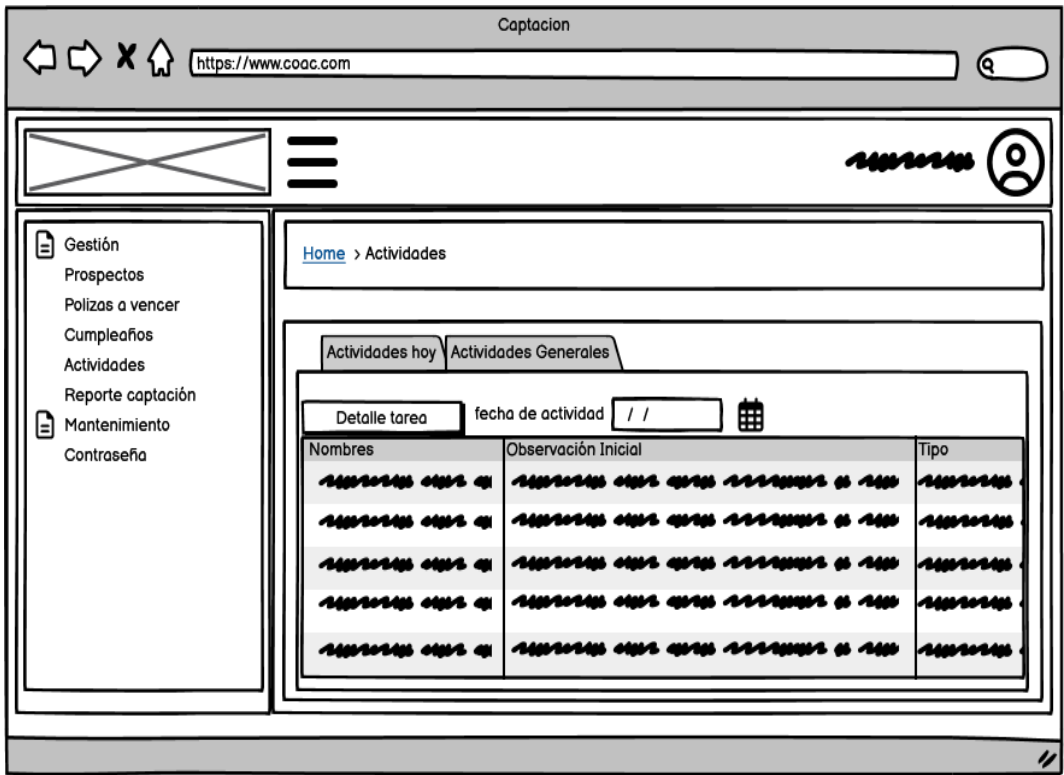 Captacion
https://www.coac.com
Gestión
Prospectos
Polizas a vencer
Cumpleaños
Actividades
Reporte captación
Mantenimiento
Contraseña
Home > Actividades
Actividades hoy Actividades Generales
Detalle tarea fecha de actividad / /
Nombres Observación Inicial Tipo